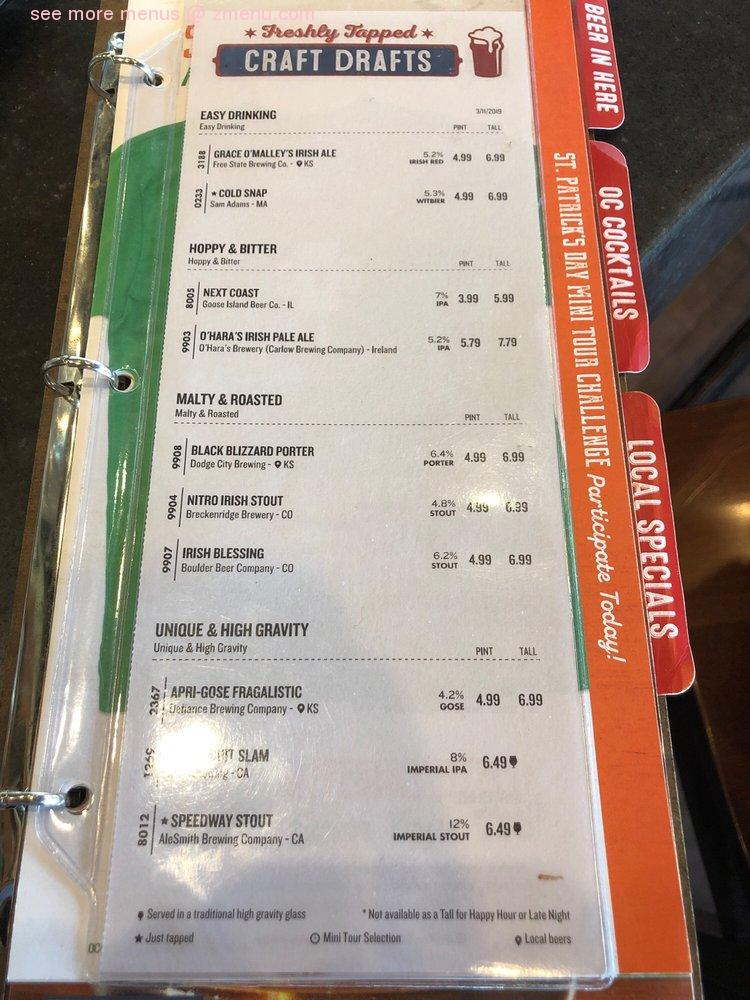 see more menus @ zmenu.com
★ Freshly Tapped ★
CRAFT DRAFTS
3/11/2019
EASY DRINKING
Easy Drinking
PINT TALL
3188 GRACE O'MALLEY'S IRISH ALE 5.2% 4.99 6.99
Free State Brewing Co. - KS IRISH RED
0233 ★ COLD SNAP 5.3% 4.99 6.99
Sam Adams - MA WITBIER
HOPPY & BITTER
Hoppy & Bitter
PINT TALL
8005 NEXT COAST 7% 3.99 5.99
Goose Island Beer Co. - IL IPA
9903 O'HARA'S IRISH PALE ALE 5.2% 5.79 7.79
O'Hara's Brewery (Carlow Brewing Company) - Ireland IPA
MALTY & ROASTED
Malty & Roasted
PINT TALL
9908 BLACK BLIZZARD PORTER 6.4% 4.99 6.99
Dodge City Brewing - KS PORTER
9904 NITRO IRISH STOUT 4.8% 4.99 6.99
Breckenridge Brewery - CO STOUT
9907 IRISH BLESSING 6.2% 4.99 6.99
Boulder Beer Company - CO STOUT
UNIQUE & HIGH GRAVITY
Unique & High Gravity
PINT TALL
2367 APRI-GOSE FRAGALISTIC 4.2% 4.99 6.99
Defiance Brewing Company - KS GOSE
SLAM 8% 6.49
- CA IMPERIAL IPA
8012 ★ SPEEDWAY STOUT 12% 6.49
AleSmith Brewing Company - CA IMPERIAL STOUT
Served in a traditional high gravity glass * Not available as a Tall for Happy Hour or Late Night
★ Just tapped Mini Tour Selection Local beers
OC
ST. PATRICK'S DAY MINI TOUR CHALLENGE Participate Today!
BEER IN HERE
OC COCKTAILS
LOCAL SPECIALS